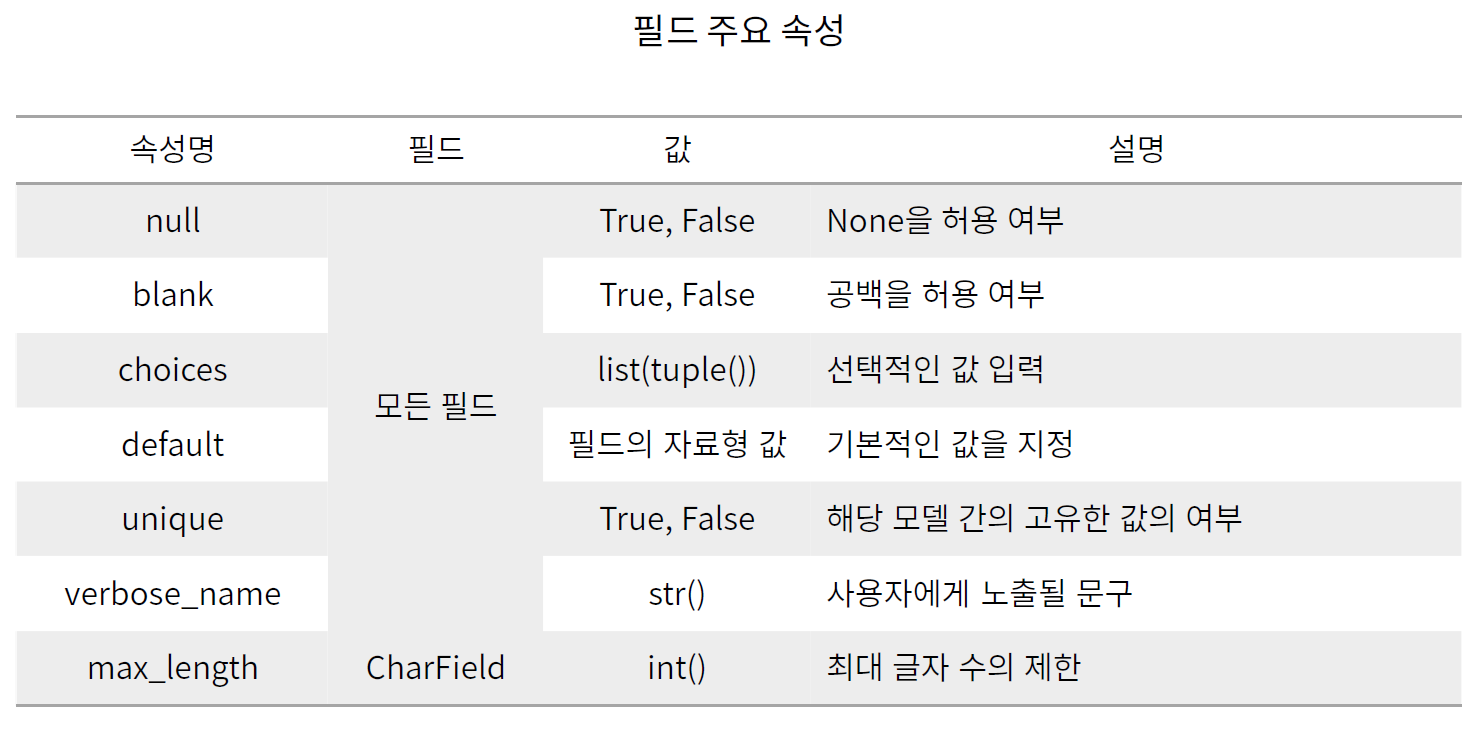 필드 주요 속성
속성명 필드 값 설명
null True, False None을 허용 여부
blank True, False 공백을 허용 여부
choices list(tuple()) 선택적인 값 입력
모든 필드
default 필드의 자료형 값 기본적인 값을 지정
unique True, False 해당 모델 간의 고유한 값의 여부
verbose_name str() 사용자에게 노출될 문구
max_length CharField int() 최대 글자 수의 제한